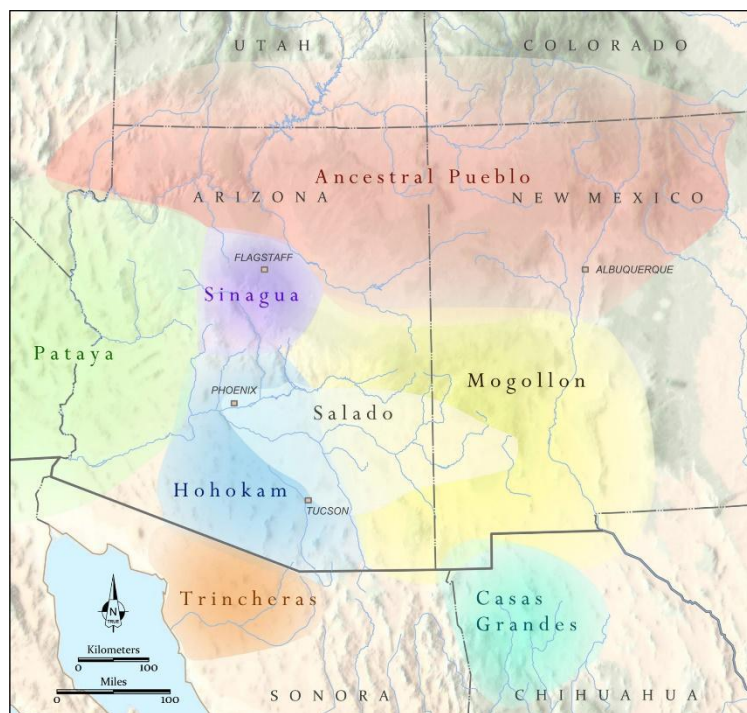 UTAH
COLORADO
Ancestral Pueblo
ARIZONA
NEW MEXICO
FLAGSTAFF
ALBUQUERQUE
Sinagua
Pataya
Mogollon
PHOENIX
Salado
Hohokam
TUCSON
Trincheras
Casas
Grandes
N
TRUE
Kilometers
0 100
Miles
0 100
SONORA
CHIHUAHUA